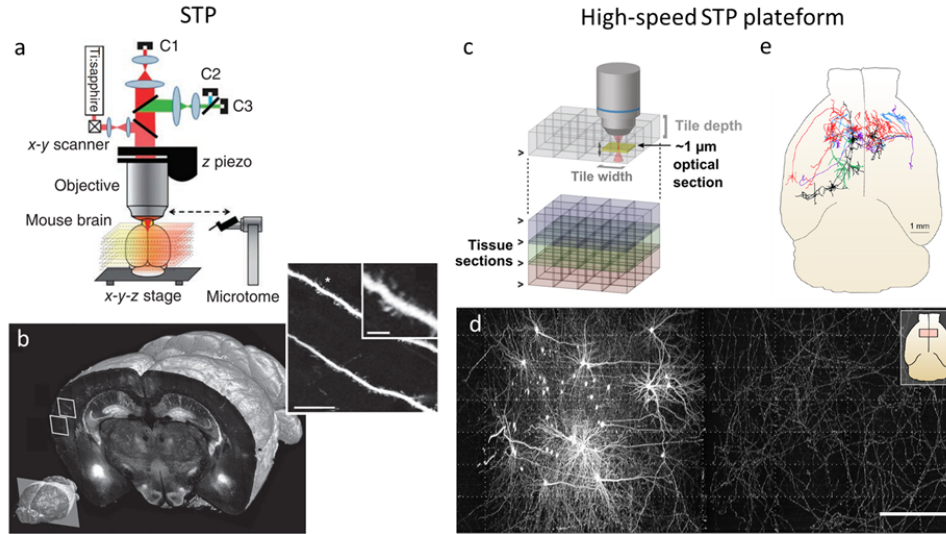 STP
High-speed STP plateform
a
Ti:sapphire
C1
C2
C3
x-y scanner
z piezo
Objective
Mouse brain
x-y-z stage
Microtome
*
b
c
Tile depth
~1 μm
optical
section
Tile width
Tissue
sections
>
>
>
>
>
e
1 mm
d